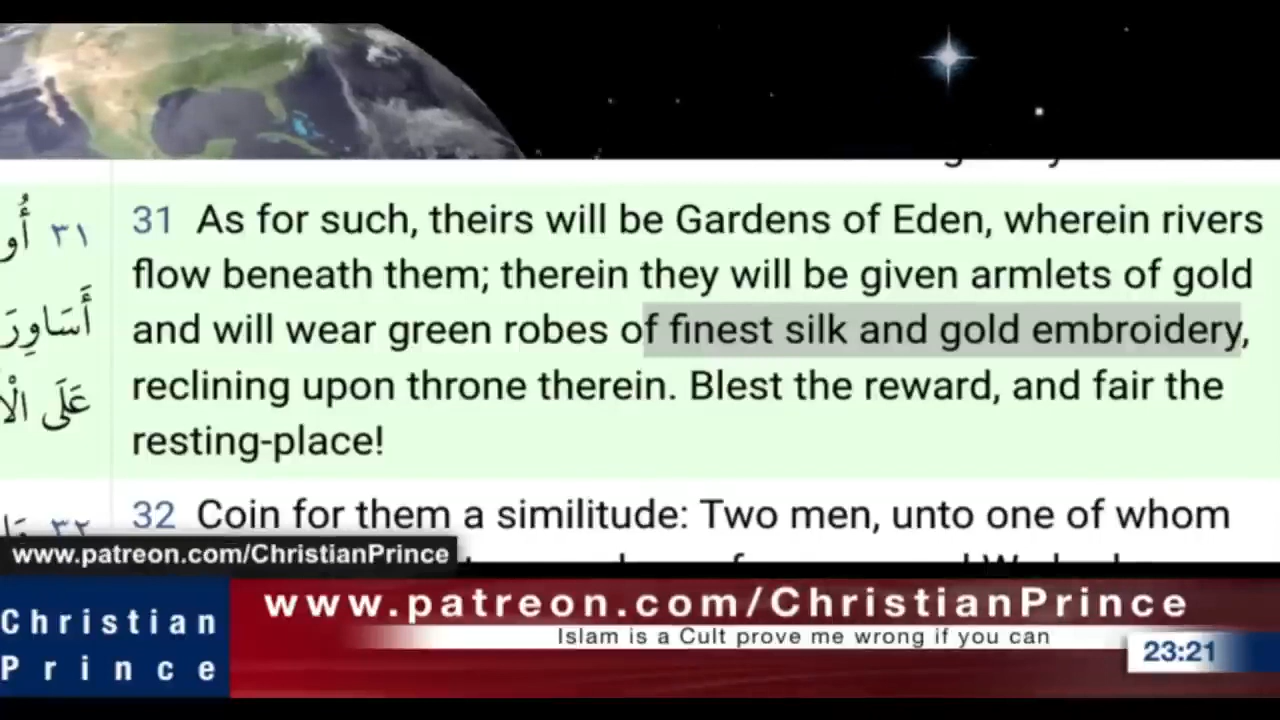 31 As for such, theirs will be Gardens of Eden, wherein rivers
flow beneath them; therein they will be given armlets of gold
and will wear green robes of finest silk and gold embroidery,
reclining upon throne therein. Blest the reward, and fair the
resting-place!
٣١ أُو
أَسَاوِرَ
عَلَى الْأ
32 Coin for them a similitude: Two men, unto one of whom
٣٢
www.patreon.com/ChristianPrince
Christian
Prince
www.patreon.com/ChristianPrince
Islam is a Cult prove me wrong if you can
23:21